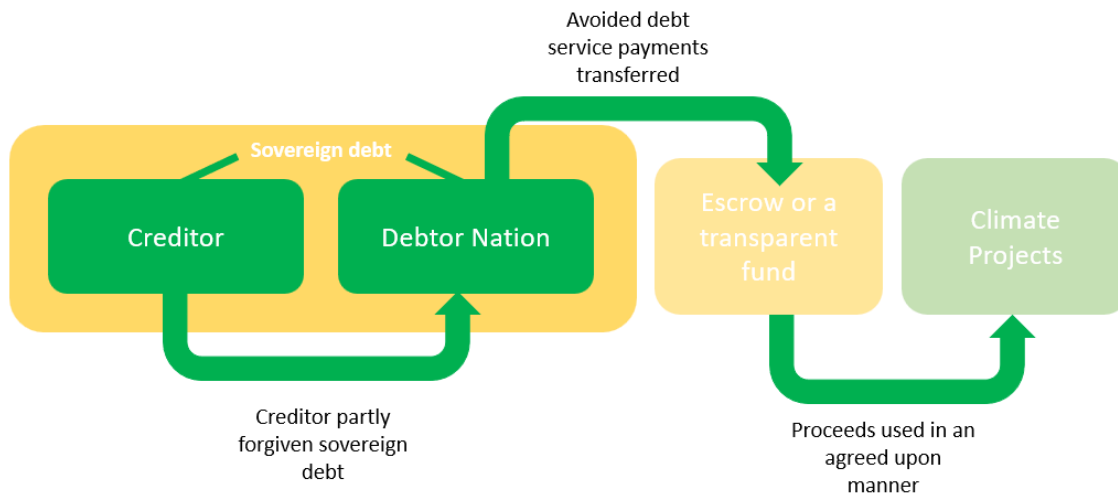 Avoided debt
service payments
transferred
Sovereign debt
Creditor
Debtor Nation
Escrow or a
transparent
fund
Climate
Projects
Creditor partly
forgiven sovereign
debt
Proceeds used in an
agreed upon
manner